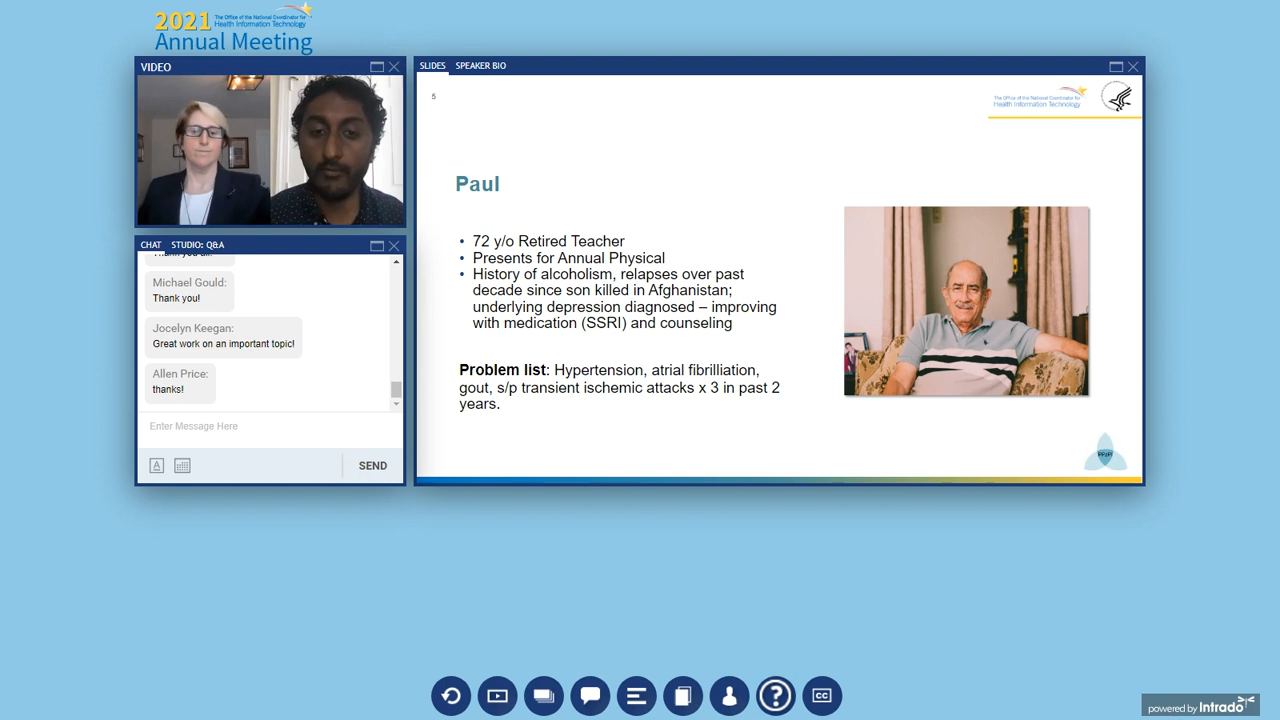 2021 The Office of the National Coordinator for
Health Information Technology
Annual Meeting
VIDEO
SLIDES SPEAKER BIO
5
The Office of the National Coordinator for
Health Information Technology
Paul
• 72 y/o Retired Teacher
• Presents for Annual Physical
• History of alcoholism, relapses over past
decade since son killed in Afghanistan;
underlying depression diagnosed – improving
with medication (SSRI) and counseling
Problem list: Hypertension, atrial fibrilliation,
gout, s/p transient ischemic attacks x 3 in past 2
years.
CHAT STUDIO: Q&A
Michael Gould:
Thank you!
Jocelyn Keegan:
Great work on an important topic!
Allen Price:
thanks!
Enter Message Here
A
SEND
?
CC
powered by Intrado